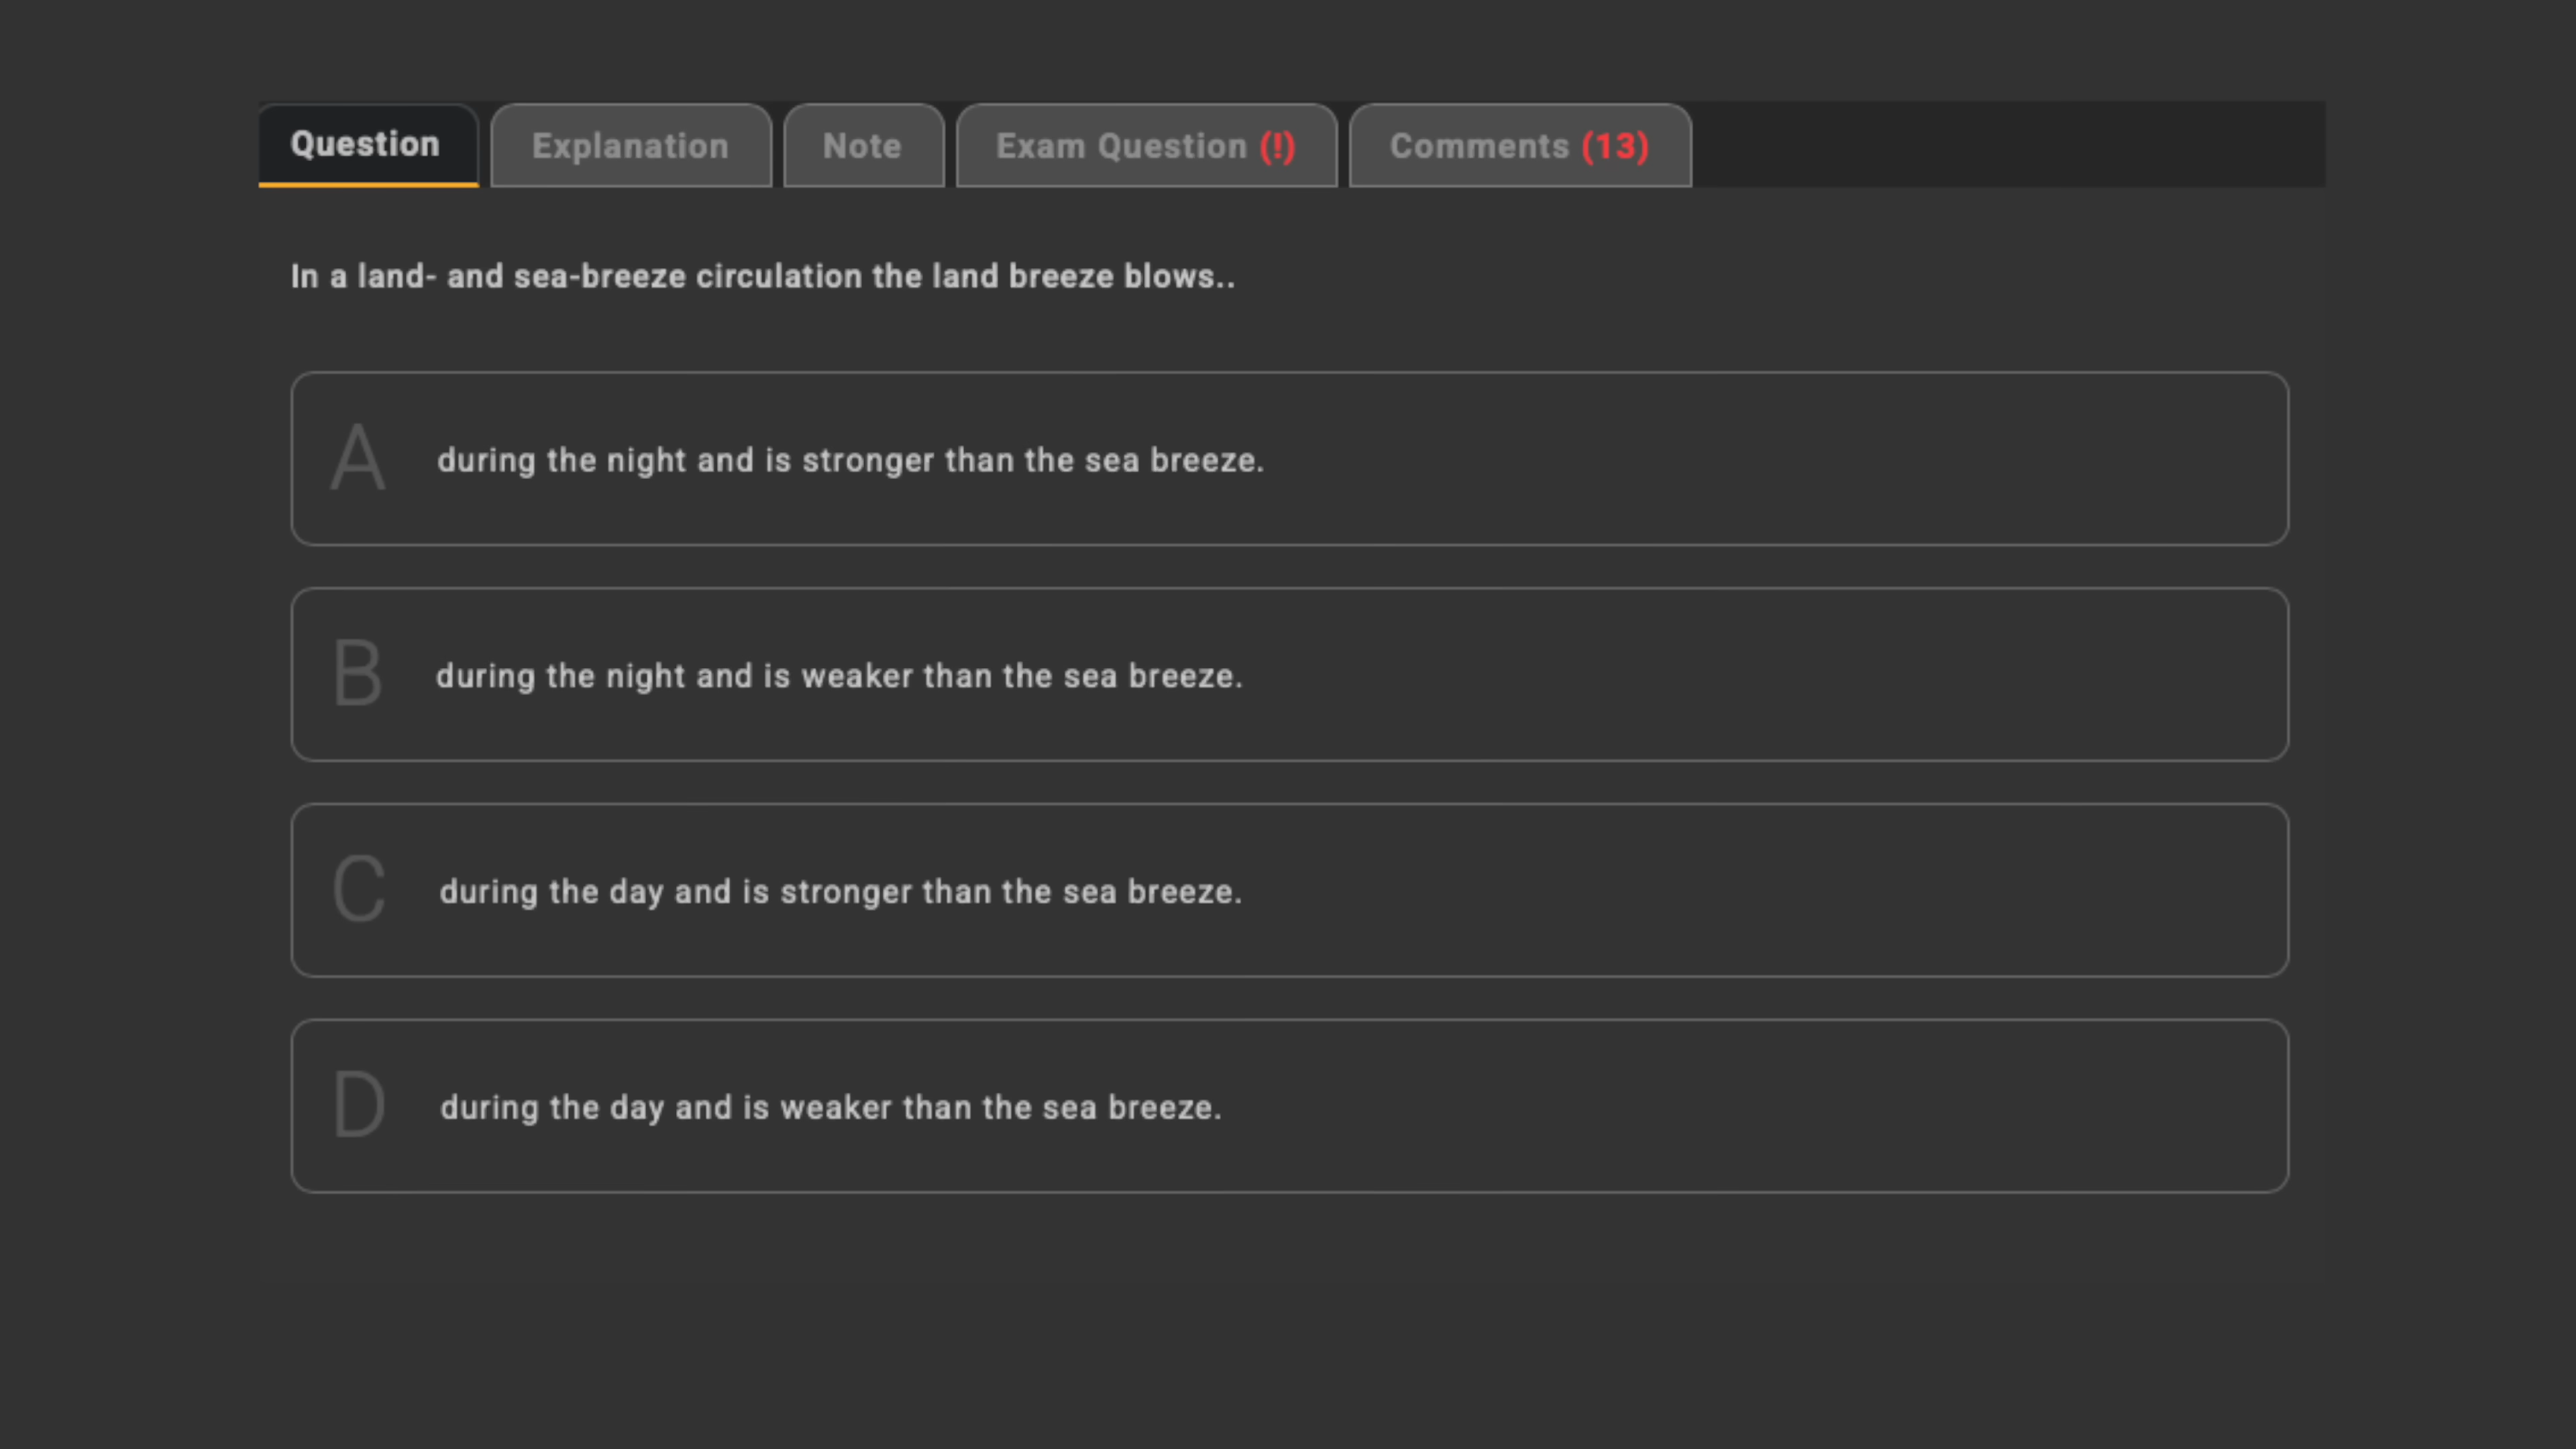 Question Explanation Note Exam Question (!) Comments (13)
In a land- and sea-breeze circulation the land breeze blows..
A during the night and is stronger than the sea breeze.
B during the night and is weaker than the sea breeze.
C during the day and is stronger than the sea breeze.
D during the day and is weaker than the sea breeze.